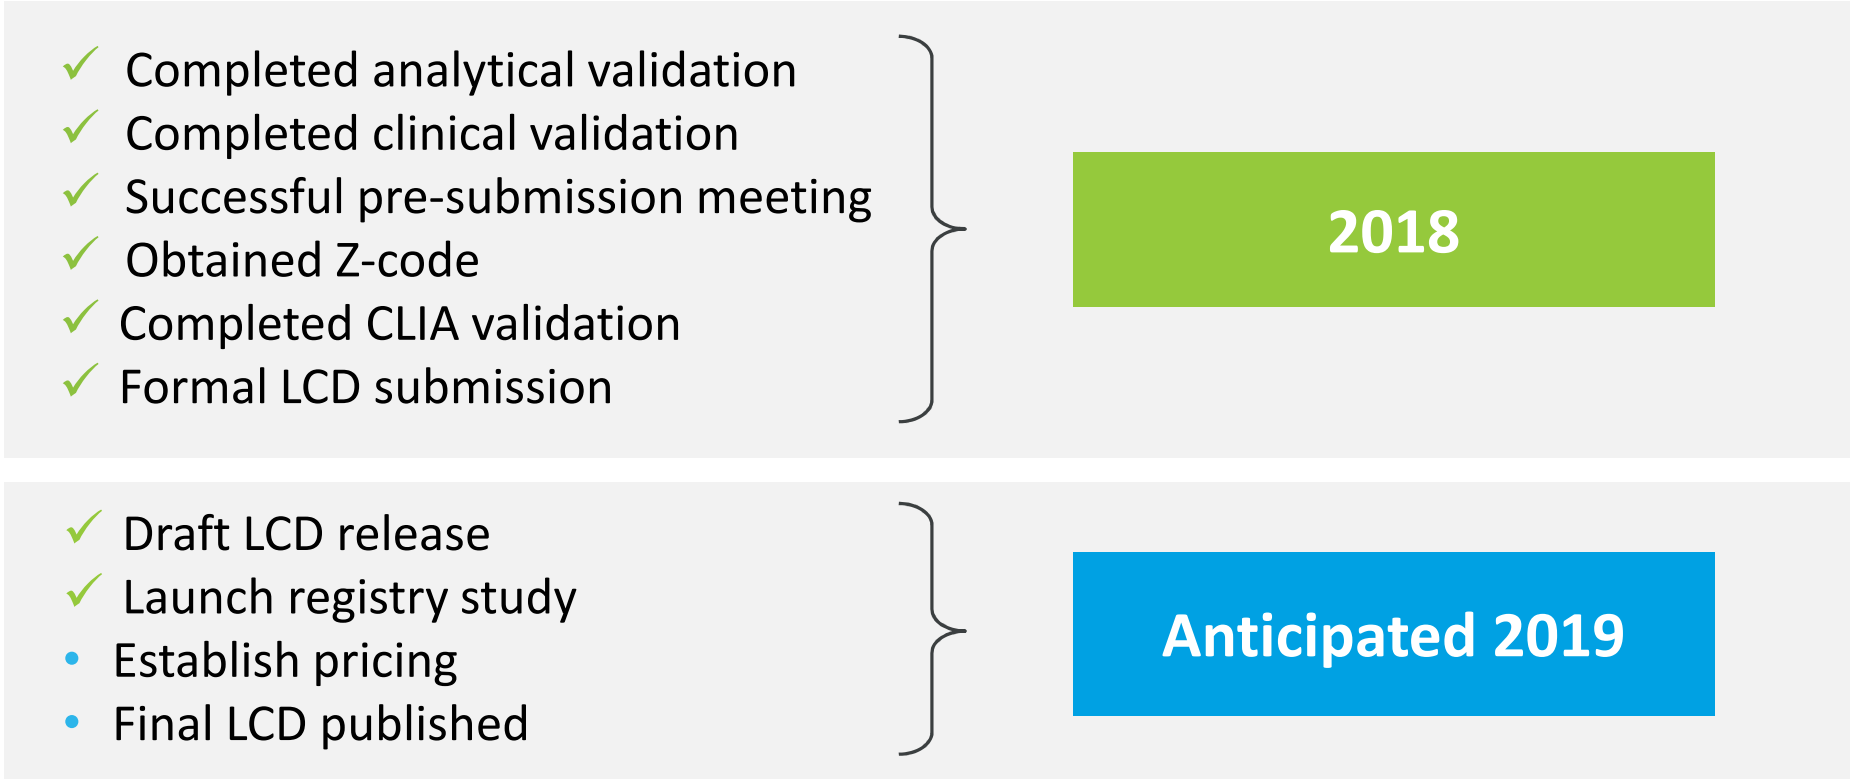 Completed analytical validation
Completed clinical validation
Successful pre-submission meeting
Obtained Z-code
Completed CLIA validation
Formal LCD submission
2018
Draft LCD release
Launch registry study
Establish pricing
Final LCD published
Anticipated 2019